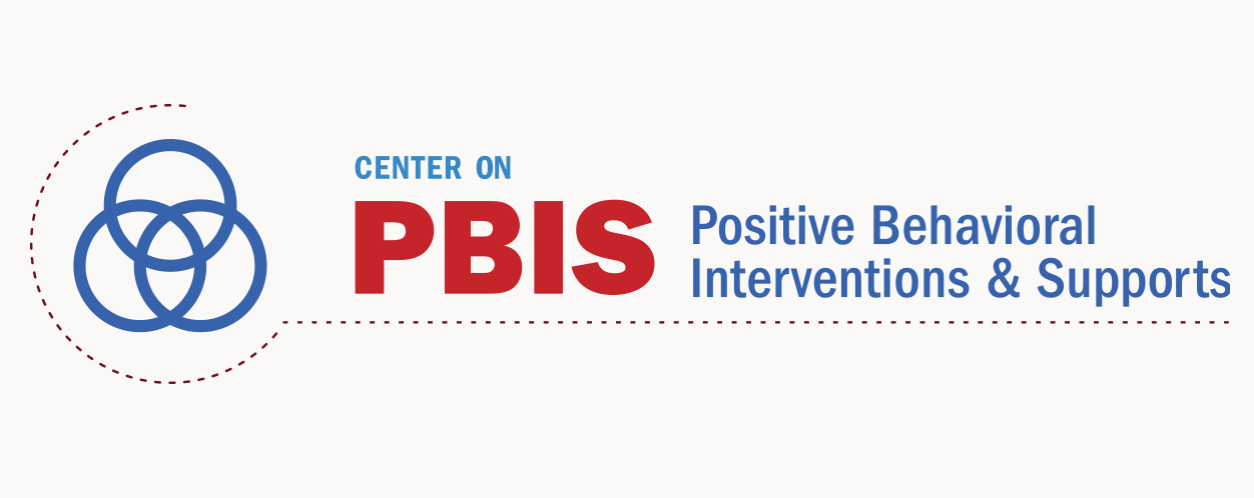 CENTER ON
PBIS
Positive Behavioral
Interventions & Supports